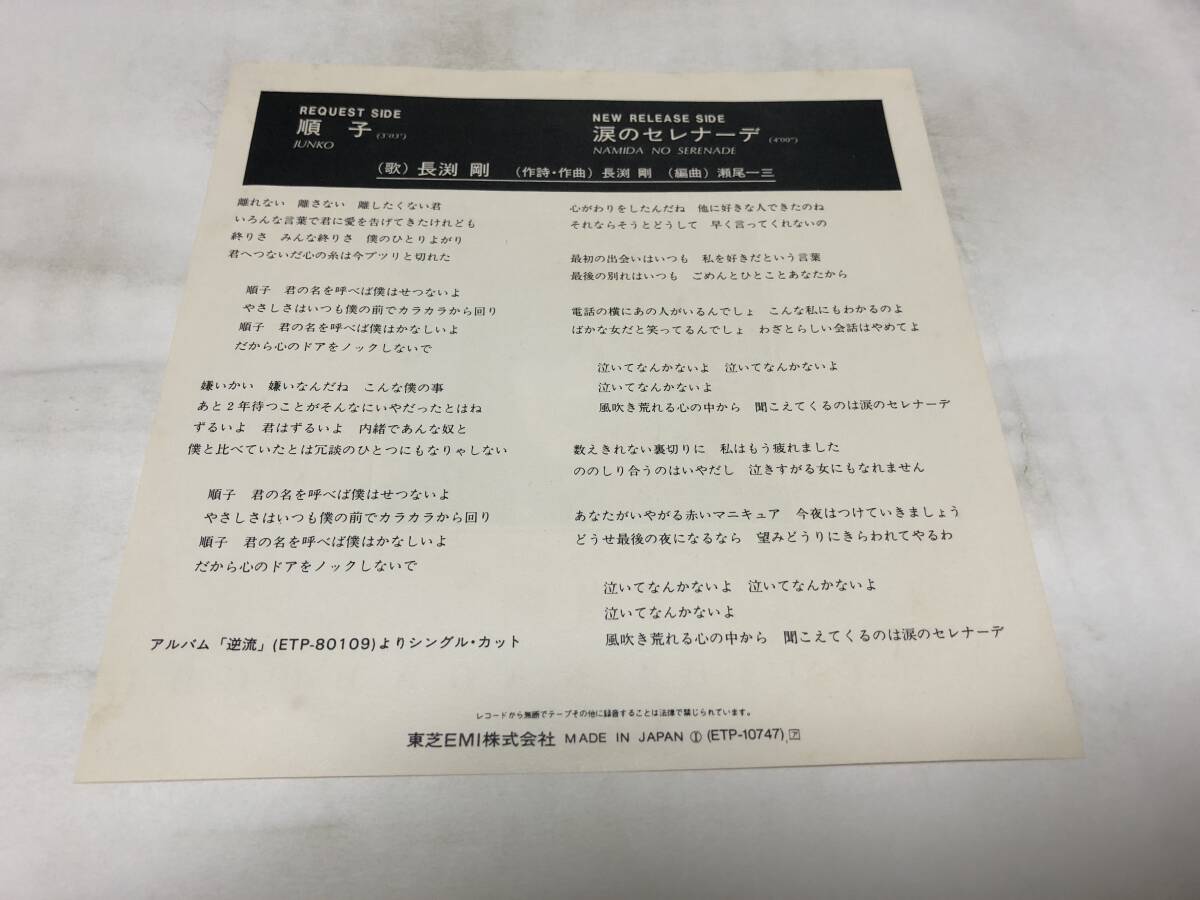 REQUEST SIDE
順子 (3'03")
JUNKO
NEW RELEASE SIDE
涙のセレナーデ (4'00")
NAMIDA NO SERENADE
(歌) 長渕 剛 (作詩・作曲) 長渕 剛 (編曲) 瀬尾一三
離れない 離さない 離したくない君
いろんな言葉で君に愛を告げてきたけれども
終りさ みんな終りさ 僕のひとりよがり
君へつないだ心の糸は今プツリと切れた
順子 君の名を呼べば僕はせつないよ
やさしさはいつも僕の前でカラカラから回り
順子 君の名を呼べば僕はかなしいよ
だから心のドアをノックしないで
嫌いかい 嫌いなんだね こんな僕の事
あと2年待つことがそんなにいやだったとはね
ずるいよ 君はずるいよ 内緒であんな奴と
僕と比べていたとは冗談のひとつにもなりゃしない
順子 君の名を呼べば僕はせつないよ
やさしさはいつも僕の前でカラカラから回り
順子 君の名を呼べば僕はかなしいよ
だから心のドアをノックしないで
アルバム「逆流」(ETP-80109)よりシングル・カット
心がわりをしたんだね 他に好きな人できたのね
それならそうとどうして 早く言ってくれないの
最初の出会いはいつも 私を好きだという言葉
最後の別れはいつも ごめんとひとことあなたから
電話の横にあの人がいるんでしょ こんな私にもわかるのよ
ばかな女だと笑ってるんでしょ わざとらしい会話はやめてよ
泣いてなんかないよ 泣いてなんかないよ
泣いてなんかないよ
風吹き荒れる心の中から 聞こえてくるのは涙のセレナーデ
数えきれない裏切りに 私はもう疲れました
ののしり合うのはいやだし 泣きすがる女にもなれません
あなたがいやがる赤いマニキュア 今夜はつけていきましょう
どうせ最後の夜になるなら 望みどうりにきらわれてやるわ
泣いてなんかないよ 泣いてなんかないよ
泣いてなんかないよ
風吹き荒れる心の中から 聞こえてくるのは涙のセレナーデ
レコードから無断でテープその他に録音することは法律で禁じられています。
東芝EMI株式会社 MADE IN JAPAN Ⓘ (ETP-10747) ア